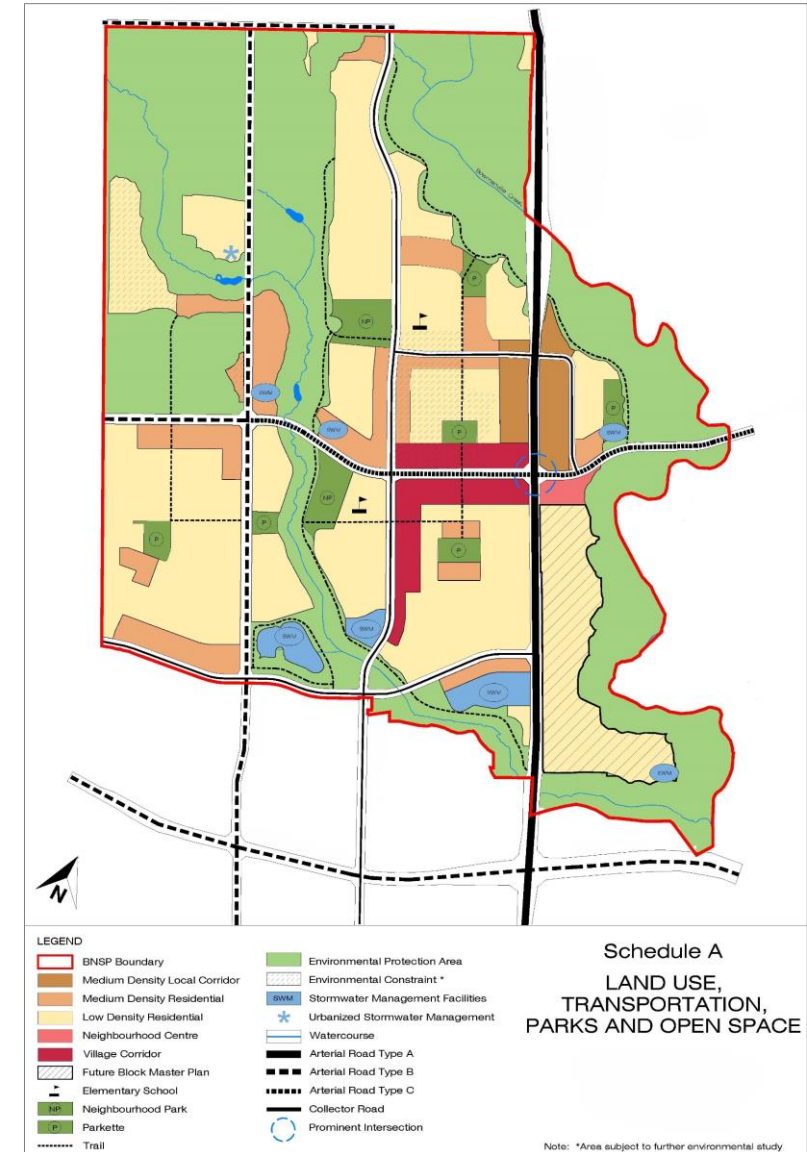 Bowmanville Creek
P
NP
SWM
SWM
P
P
SWM
NP
P
P
P
SWM
SWM
SWM
SWM
N
LEGEND
BNSP Boundary
Medium Density Local Corridor
Medium Density Residential
Low Density Residential
Neighbourhood Centre
Village Corridor
Future Block Master Plan
Elementary School
NP Neighbourhood Park
P Parkette
Trail
Environmental Protection Area
Environmental Constraint *
SWM Stormwater Management Facilities
Urbanized Stormwater Management
Watercourse
Arterial Road Type A
Arterial Road Type B
Arterial Road Type C
Collector Road
Prominent Intersection
Schedule A
LAND USE,
TRANSPORTATION,
PARKS AND OPEN SPACE
Note: *Area subject to further environmental study